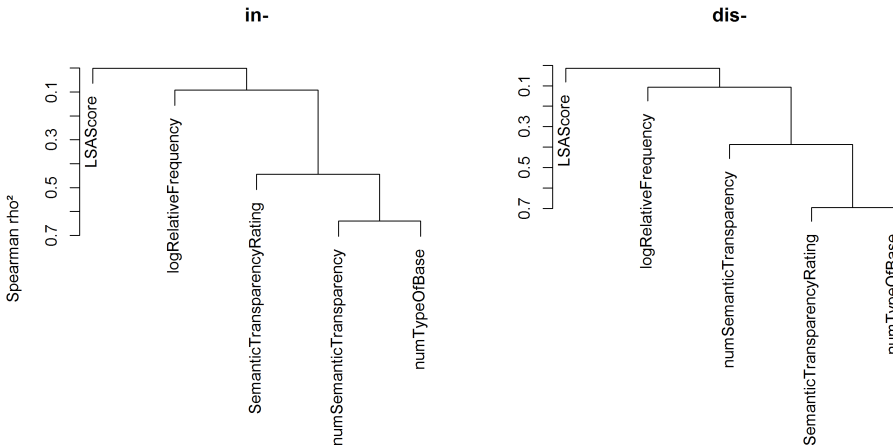 in-
Spearman rho²
0.1
0.3
0.5
0.7
LSAScore
logRelativeFrequency
SemanticTransparencyRating
numSemanticTransparency
numTypeOfBase
dis-
0.1
0.3
0.5
0.7
LSAScore
logRelativeFrequency
numSemanticTransparency
SemanticTransparencyRating
numTypeOfBase